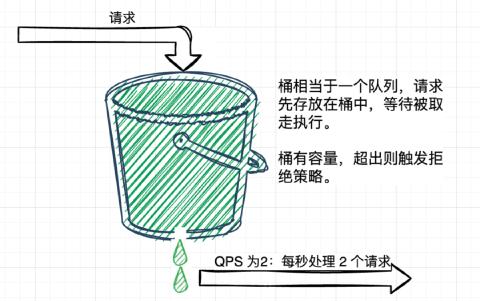 请求
桶相当于一个队列，请求
先存放在桶中，等待被取
走执行。
桶有容量，超出则触发拒
绝策略。
QPS 为2：每秒处理 2 个请求